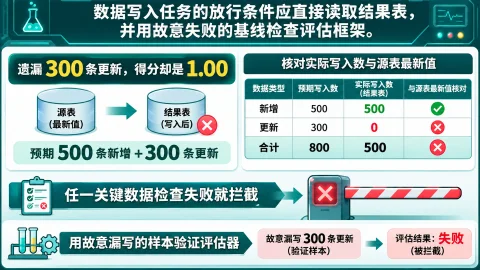 数据写入任务的放行条件应直接读取结果表，
并用故意失败的基线检查评估框架。
遗漏 300 条更新，得分却是 1.00
源表
(最新值)
结果表
(写入后)
预期 500 条新增 + 300 条更新
核对实际写入数与源表最新值
数据类型 预期写入数 实际写入数 (结果表) 与源表最新值核对
新增 500 500
更新 300 0
合计 800 500
任一关键数据检查失败就拦截
用故意漏写的样本验证评估器
故意漏写 300 条更新
(验证样本)
评估结果：失败
(被拦截)